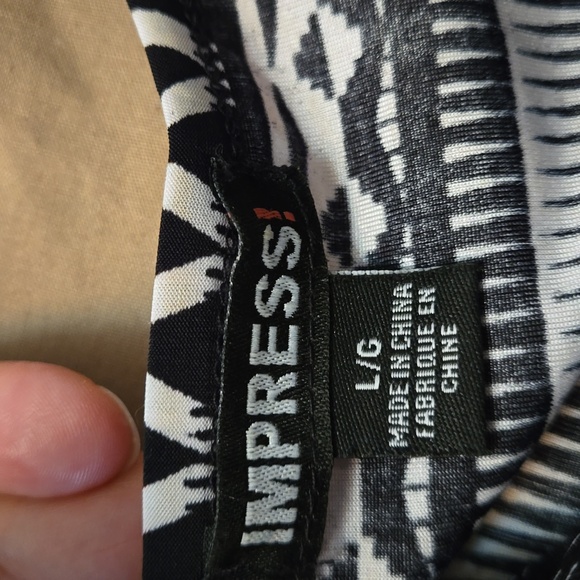 IMPRESS!
L/G
MADE IN CHINA
FABRIQUE EN
CHINE